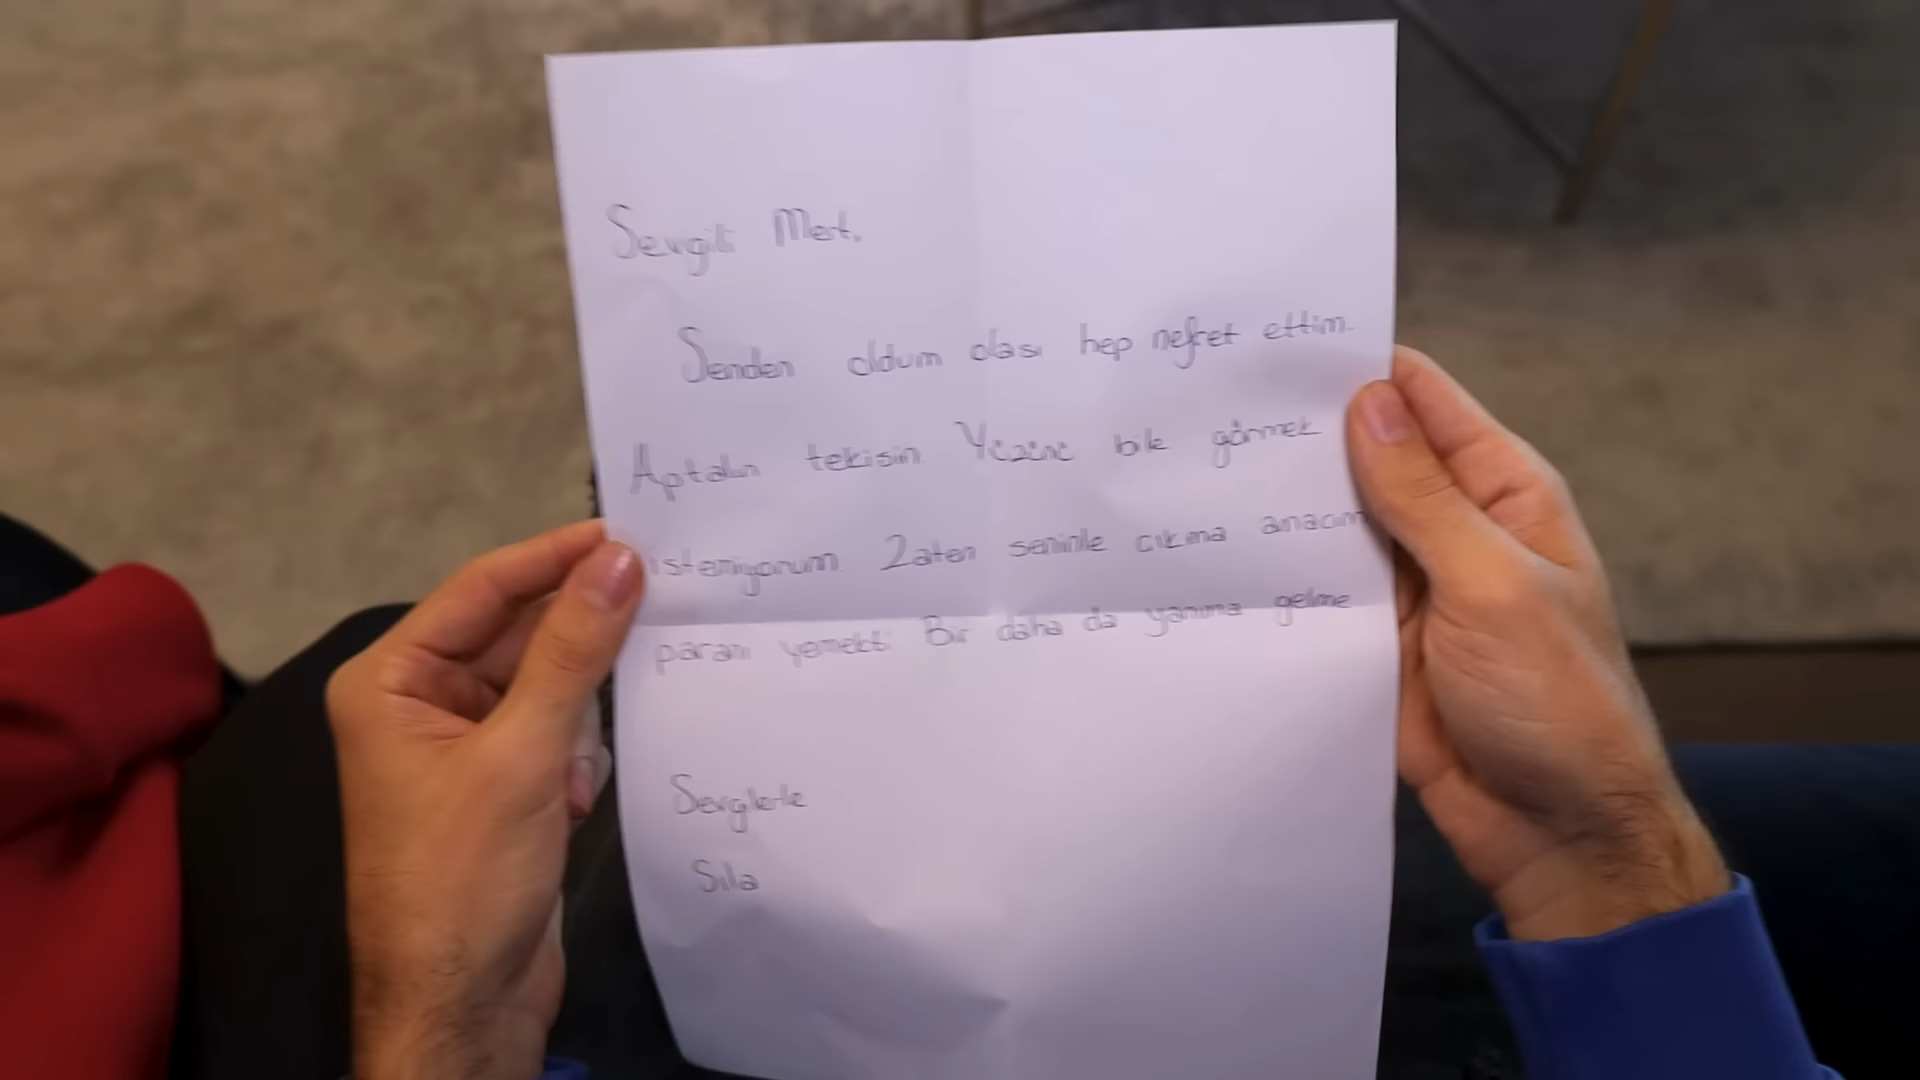 Sevgili Mert,
Senden oldum olası hep nefret ettim.
Aptalın tekisin. Yüzünü bile görmek
istemiyorum. Zaten seninle çıkma amacım
paranı yemekti. Bir daha da yanıma gelme
Sevgilerle
Sıla